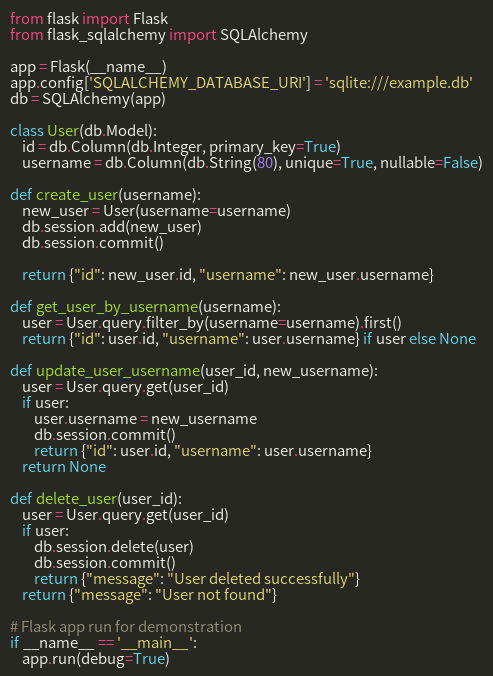 from flask import Flask
from flask_sqlalchemy import SQLAlchemy

app = Flask(__name__)
app.config['SQLALCHEMY_DATABASE_URI'] = 'sqlite:///example.db'
db = SQLAlchemy(app)

class User(db.Model):
    id = db.Column(db.Integer, primary_key=True)
    username = db.Column(db.String(80), unique=True, nullable=False)

def create_user(username):
    new_user = User(username=username)
    db.session.add(new_user)
    db.session.commit()

    return {"id": new_user.id, "username": new_user.username}

def get_user_by_username(username):
    user = User.query.filter_by(username=username).first()
    return {"id": user.id, "username": user.username} if user else None

def update_user_username(user_id, new_username):
    user = User.query.get(user_id)
    if user:
        user.username = new_username
        db.session.commit()
        return {"id": user.id, "username": user.username}
    return None

def delete_user(user_id):
    user = User.query.get(user_id)
    if user:
        db.session.delete(user)
        db.session.commit()
        return {"message": "User deleted successfully"}
    return {"message": "User not found"}

# Flask app run for demonstration
if __name__ == '__main__':
    app.run(debug=True)